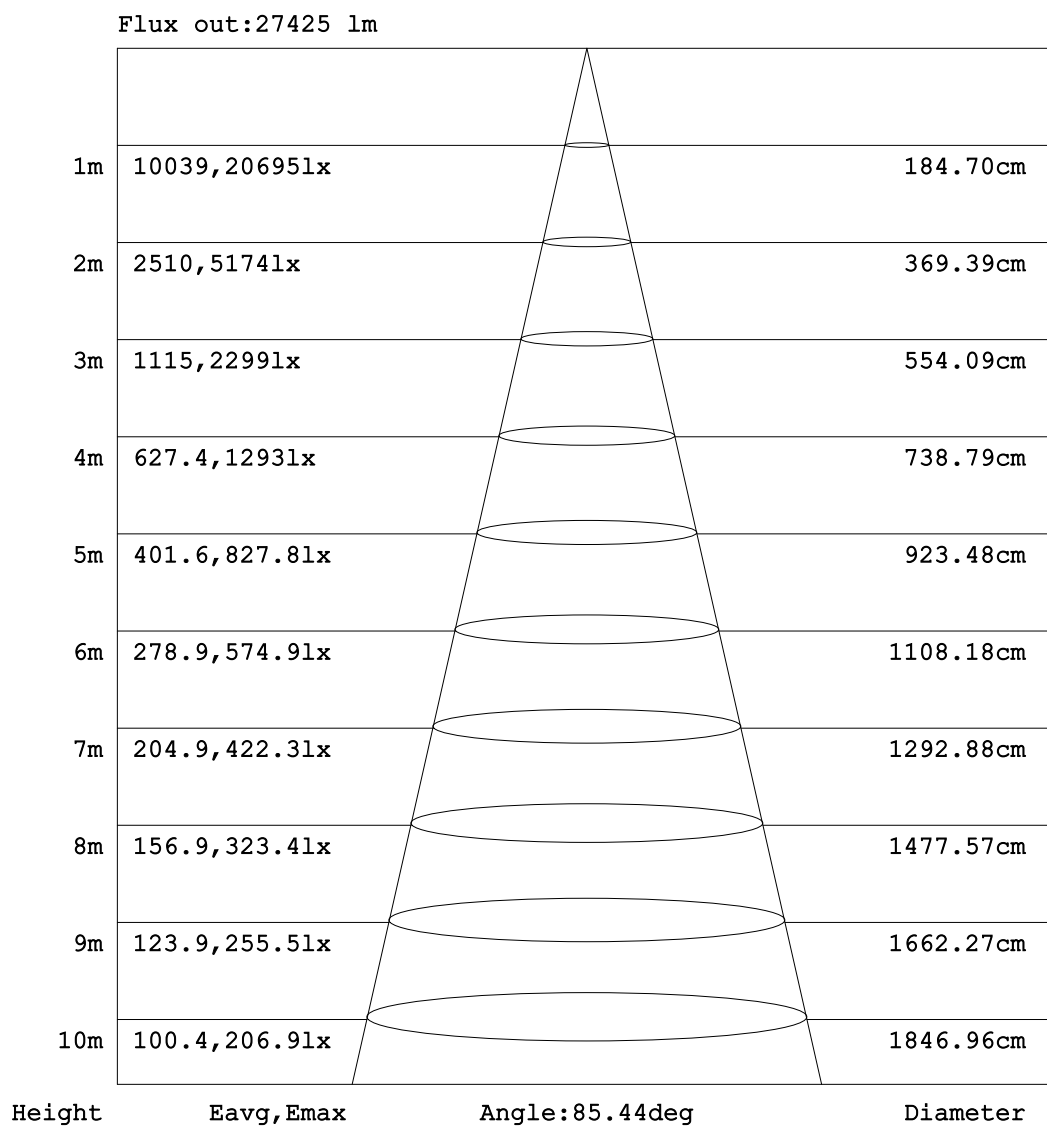 Flux out:27425 lm
1m 10039,20695lx 184.70cm
2m 2510,5174lx 369.39cm
3m 1115,2299lx 554.09cm
4m 627.4,1293lx 738.79cm
5m 401.6,827.8lx 923.48cm
6m 278.9,574.9lx 1108.18cm
7m 204.9,422.3lx 1292.88cm
8m 156.9,323.4lx 1477.57cm
9m 123.9,255.5lx 1662.27cm
10m 100.4,206.9lx 1846.96cm
Height Eavg,Emax Angle:85.44deg Diameter